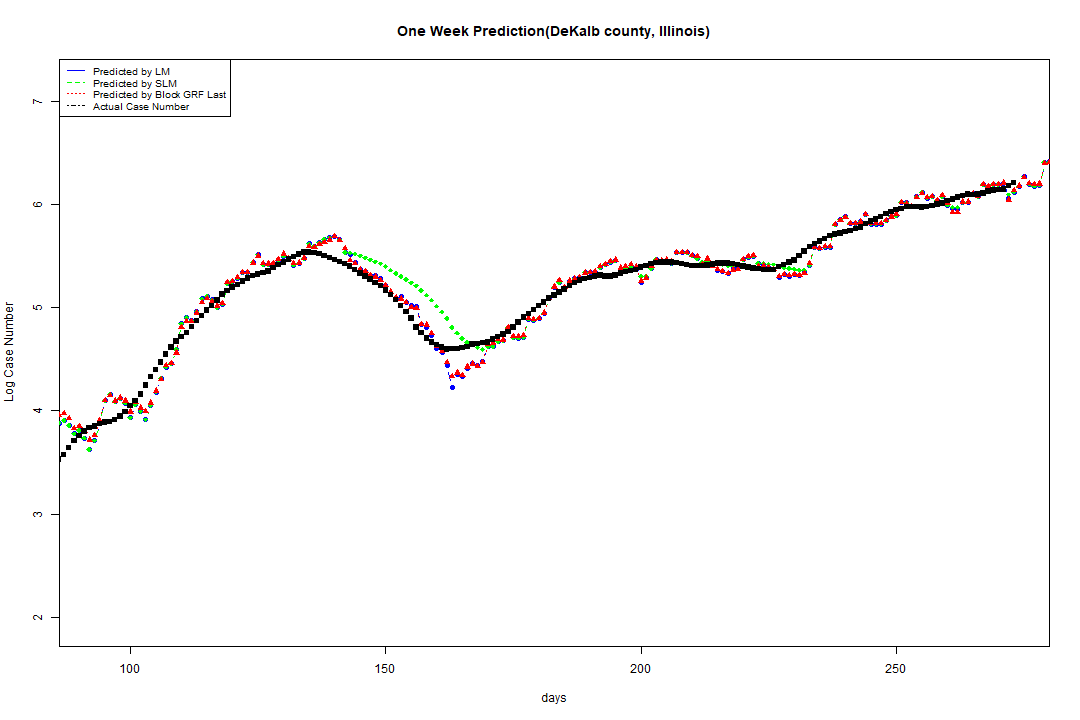 One Week Prediction(DeKalb county, Illinois)
Predicted by LM
Predicted by SLM
Predicted by Block GRF Last
Actual Case Number
7
6
5
4
3
2
Log Case Number
100 150 200 250
days